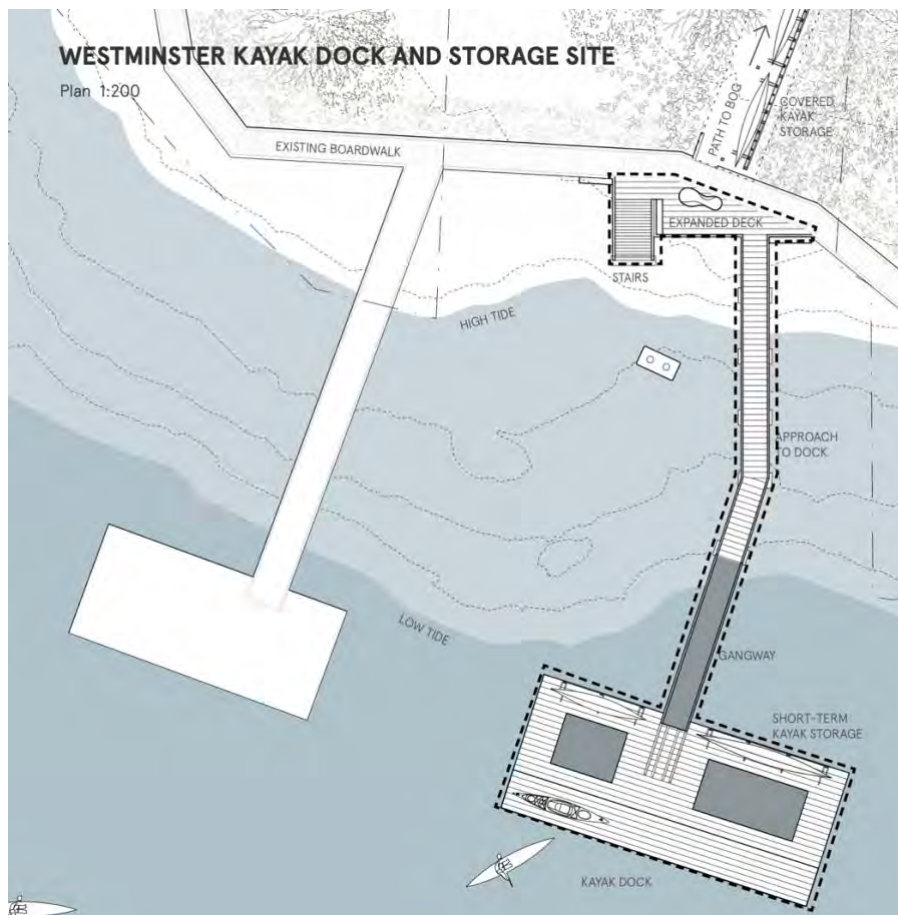 WESTMINSTER KAYAK DOCK AND STORAGE SITE
Plan 1:200
PATH TO BOG
COVERED
KAYAK
STORAGE
EXISTING BOARDWALK
EXPANDED DECK
STAIRS
HIGH TIDE
APPROACH
TO DOCK
LOW TIDE
GANGWAY
SHORT-TERM
KAYAK STORAGE
KAYAK DOCK